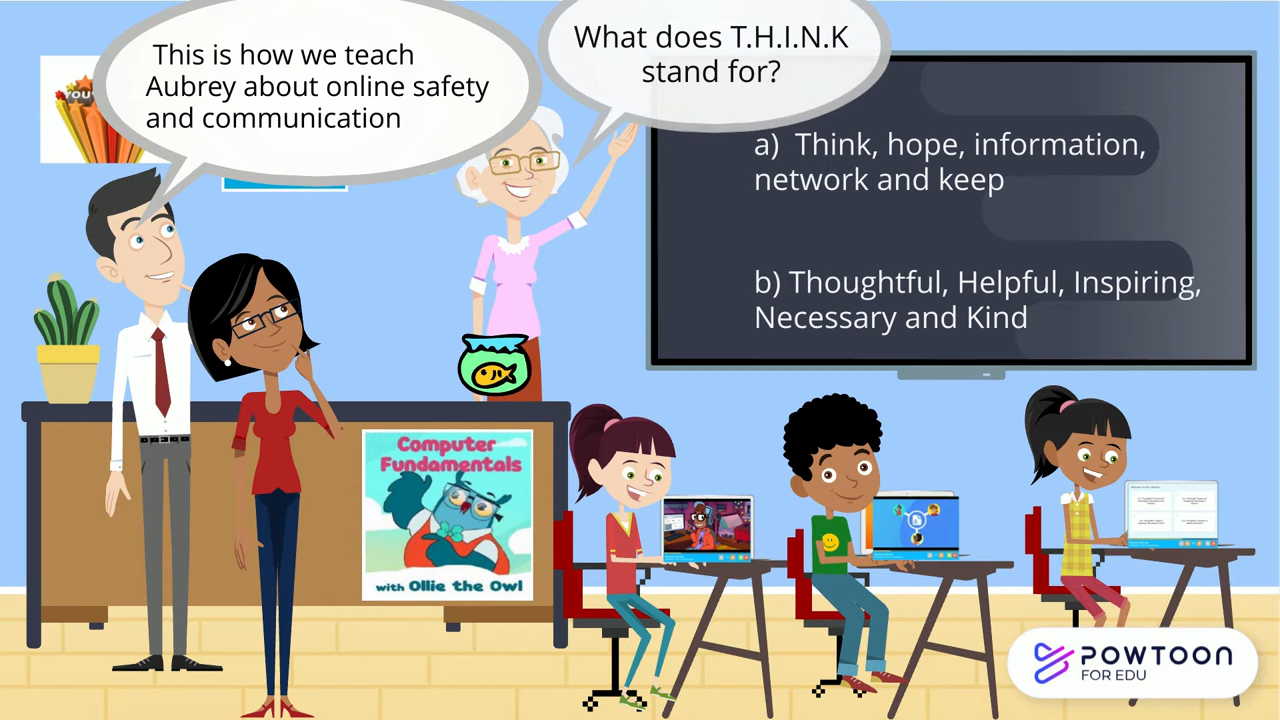 This is how we teach
Aubrey about online safety
and communication
What does T.H.I.N.K
stand for?
YOU
a) Think, hope, information,
network and keep
b) Thoughtful, Helpful, Inspiring,
Necessary and Kind
Computer
Fundamentals
with Ollie the Owl
POWTOON
FOR EDU